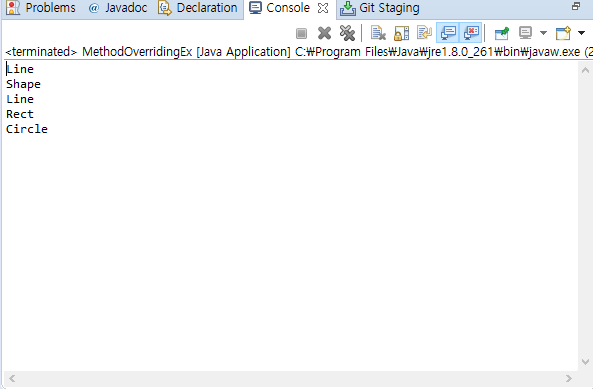 Problems @ Javadoc Declaration Console Git Staging
<terminated> MethodOverridingEx [Java Application] C:₩Program Files₩Java₩jre1.8.0_261₩bin₩javaw.exe (2
Line
Shape
Line
Rect
Circle